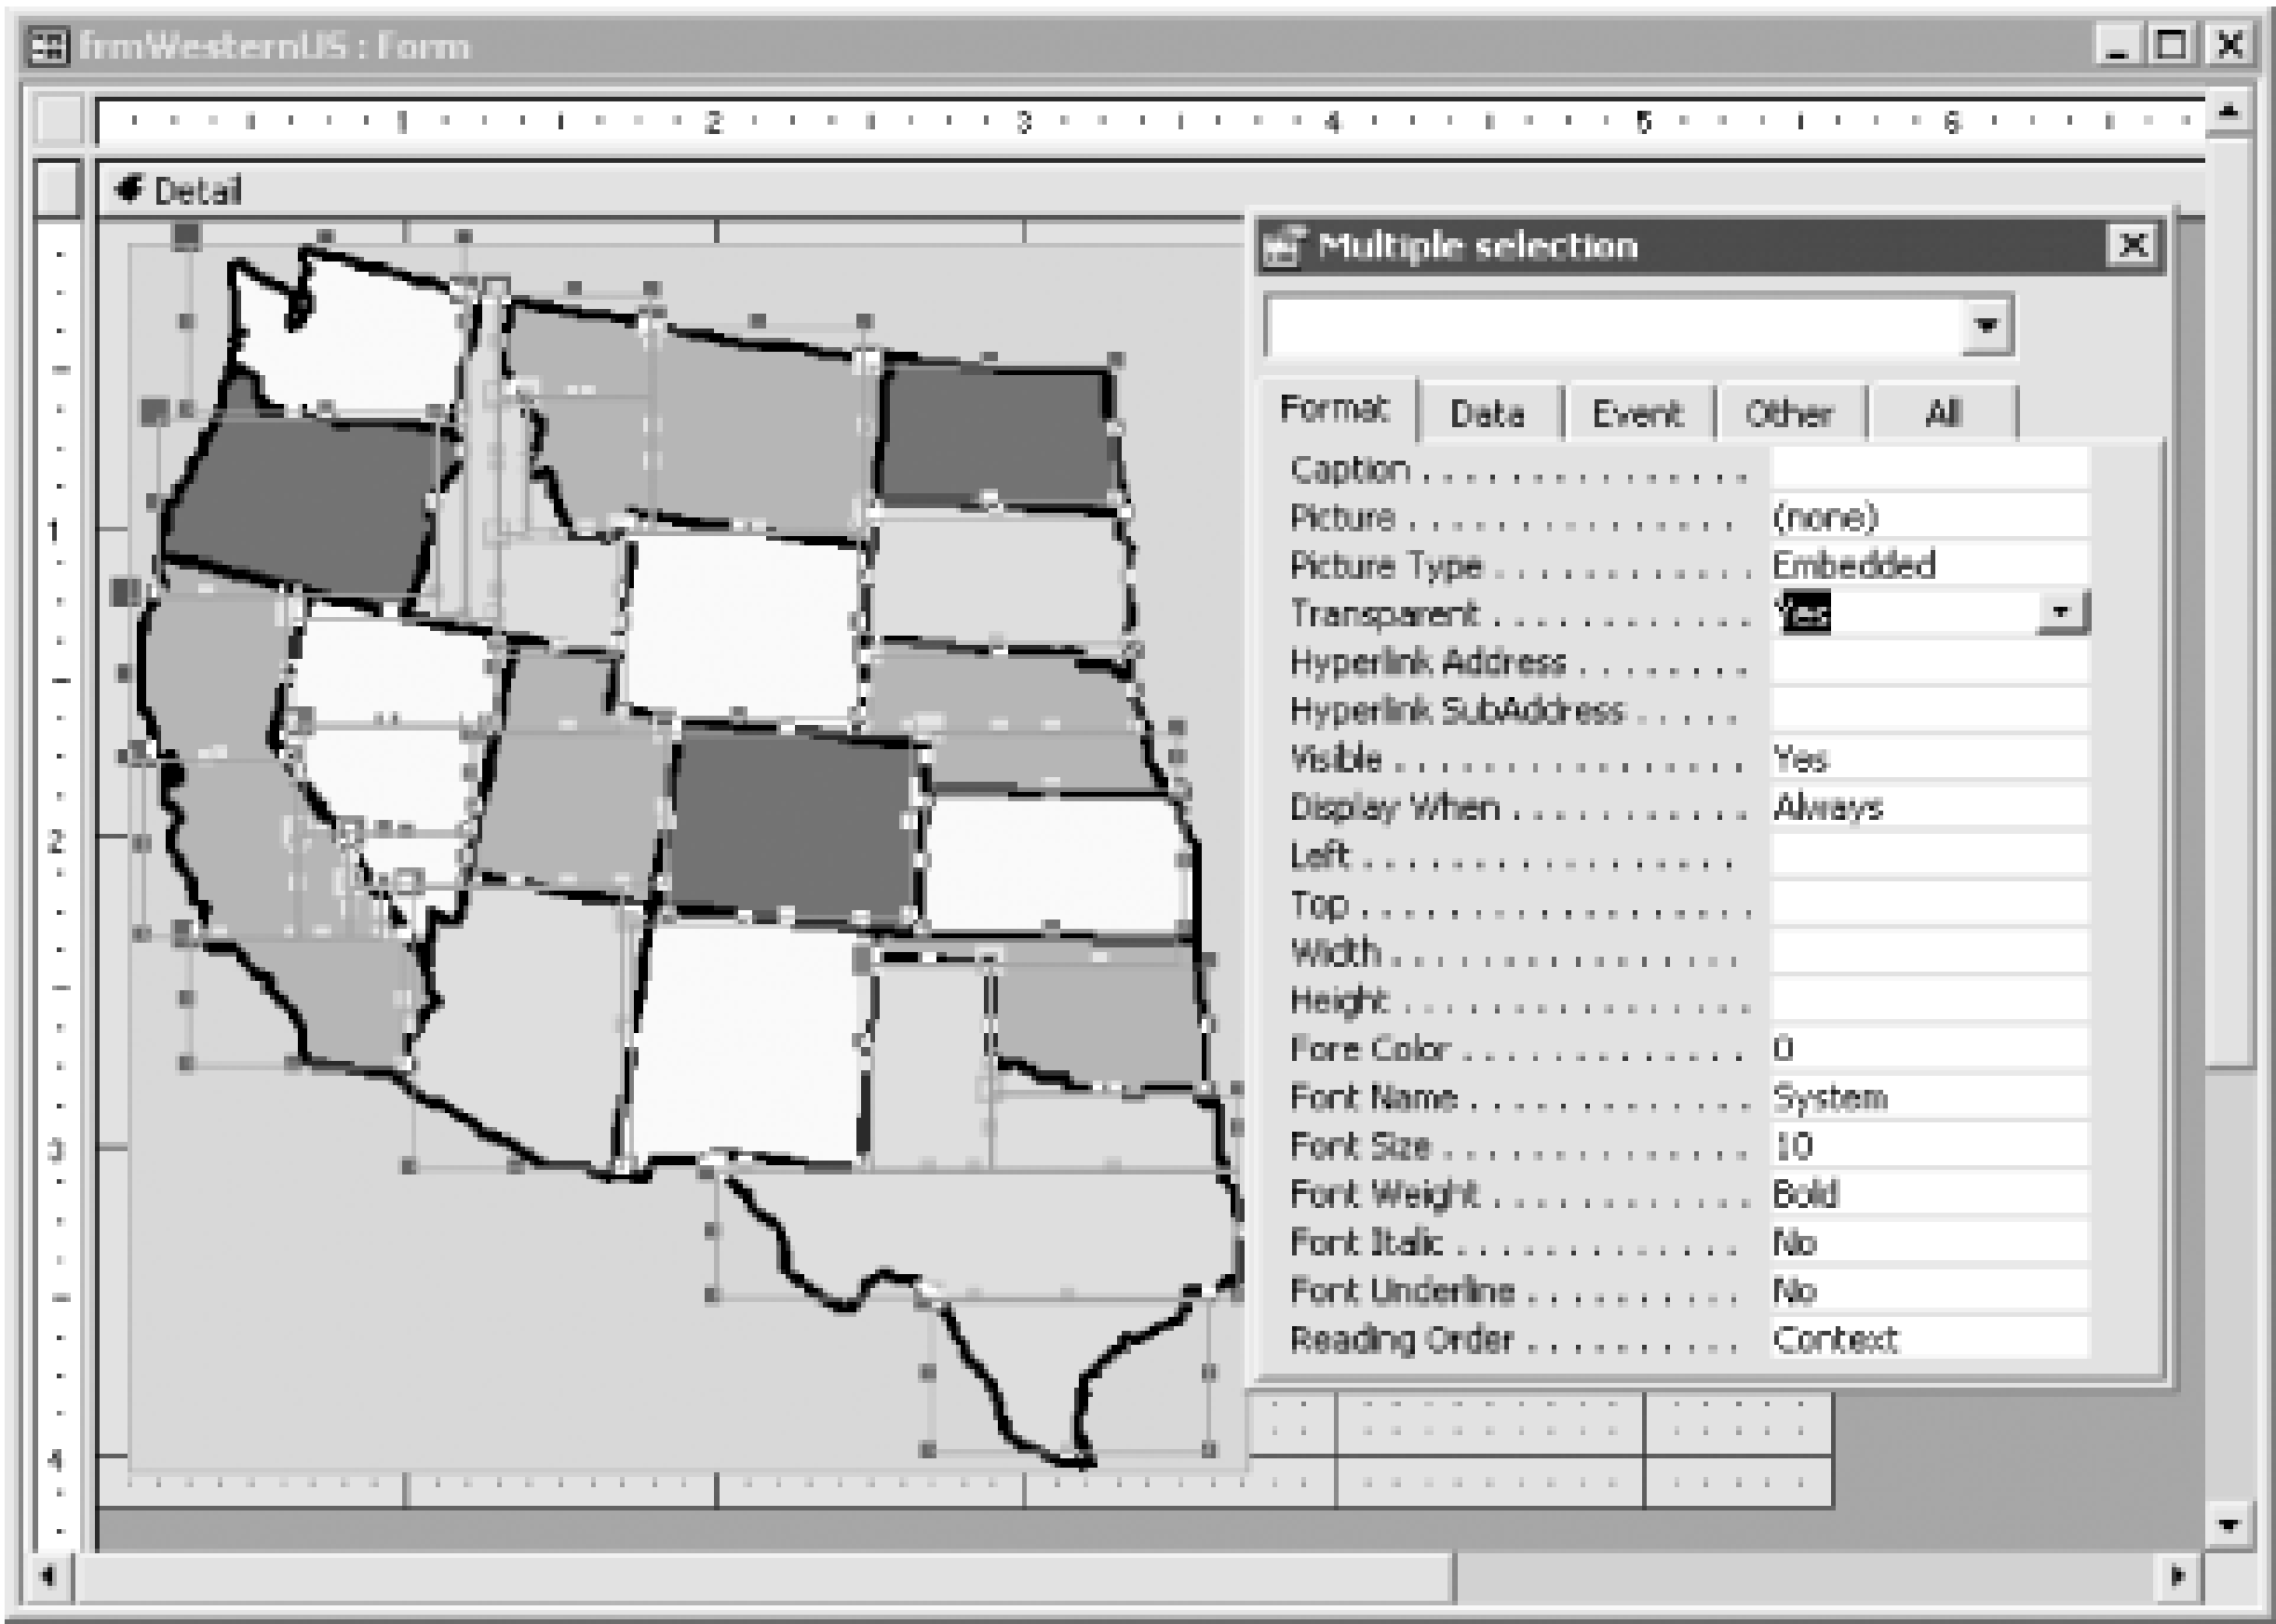 frmWesternUS : Form
1 2 3 4 5 6
Detail
1
2
3
4
Multiple selection
Format Data Event Other All
Caption . . . . . . . . . . . . . .
Picture . . . . . . . . . . . . . . (none)
Picture Type . . . . . . . . . . . Embedded
Transparent . . . . . . . . . . . Yes
Hyperlink Address . . . . . . .
Hyperlink SubAddress . . . . .
Visible . . . . . . . . . . . . . . . Yes
Display When . . . . . . . . . . Always
Left . . . . . . . . . . . . . . . .
Top . . . . . . . . . . . . . . . . .
Width . . . . . . . . . . . . . . .
Height . . . . . . . . . . . . . . .
Fore Color . . . . . . . . . . . . 0
Font Name . . . . . . . . . . . . System
Font Size . . . . . . . . . . . . . 10
Font Weight . . . . . . . . . . . Bold
Font Italic . . . . . . . . . . . . No
Font Underline . . . . . . . . . No
Reading Order . . . . . . . . . Context